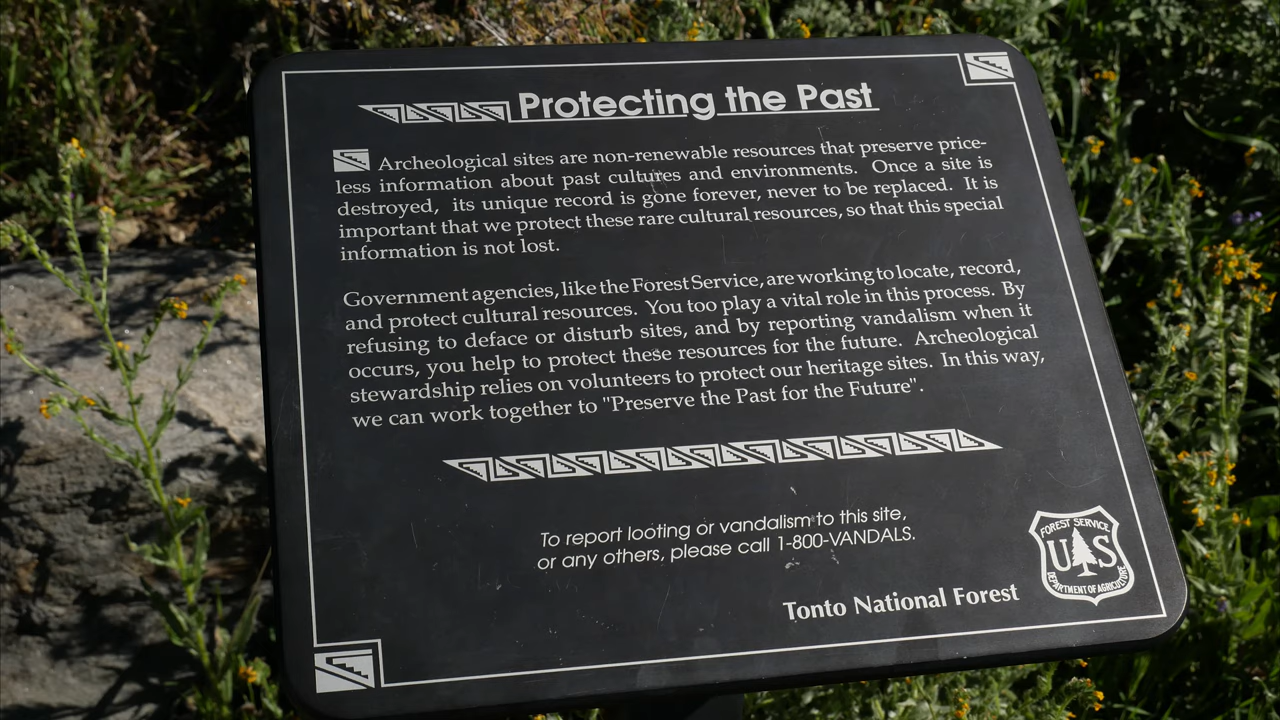 Protecting the Past
Archeological sites are non-renewable resources that preserve price-
less information about past cultures and environments. Once a site is
destroyed, its unique record is gone forever, never to be replaced. It is
important that we protect these rare cultural resources, so that this special
information is not lost.
Government agencies, like the Forest Service, are working to locate, record,
and protect cultural resources. You too play a vital role in this process. By
refusing to deface or disturb sites, and by reporting vandalism when it
occurs, you help to protect these resources for the future. Archeological
stewardship relies on volunteers to protect our heritage sites. In this way,
we can work together to "Preserve the Past for the Future".
To report looting or vandalism to this site,
or any others, please call 1-800-VANDALS.
Tonto National Forest
FOREST SERVICE
US
DEPARTMENT OF AGRICULTURE